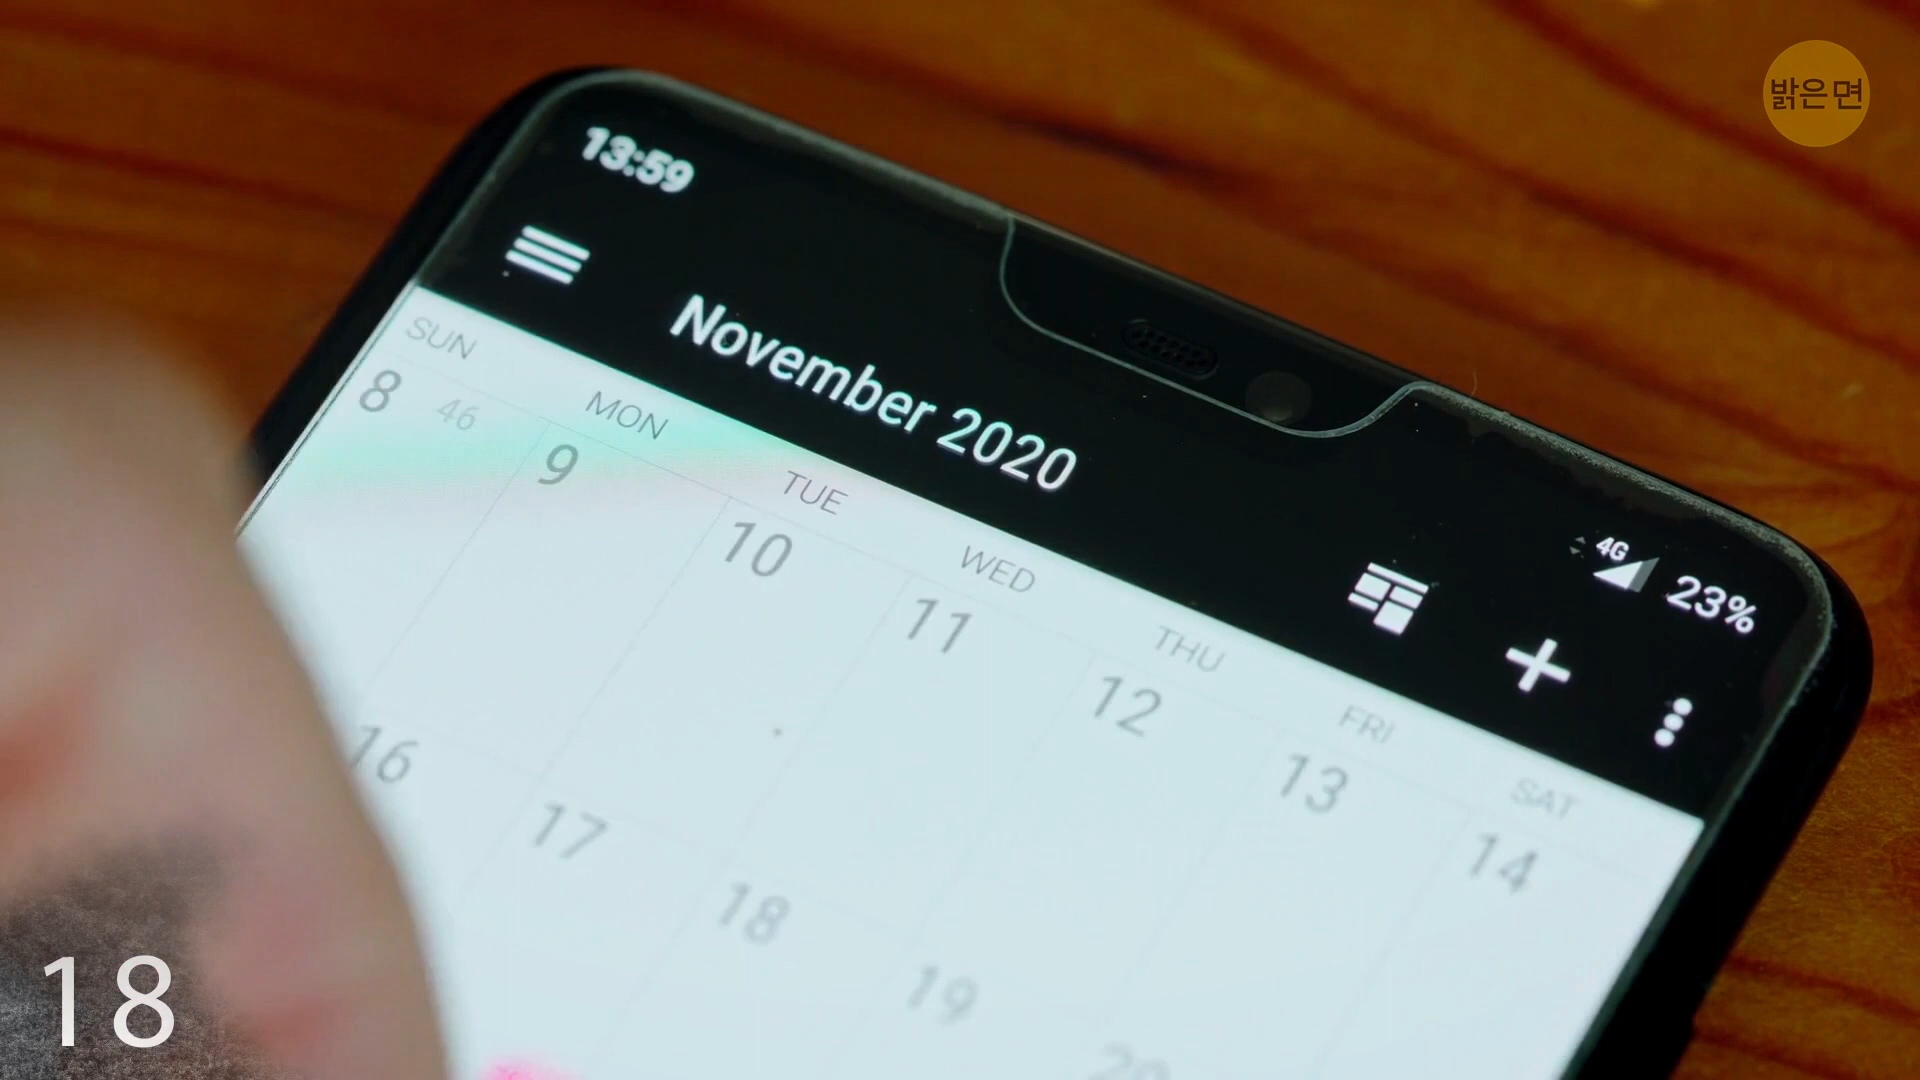 밝은면
13:59
4G 23%
November 2020
SUN MON TUE WED THU FRI SAT
8 46 9 10 11 12 13 14
16 17 18 19 20
18